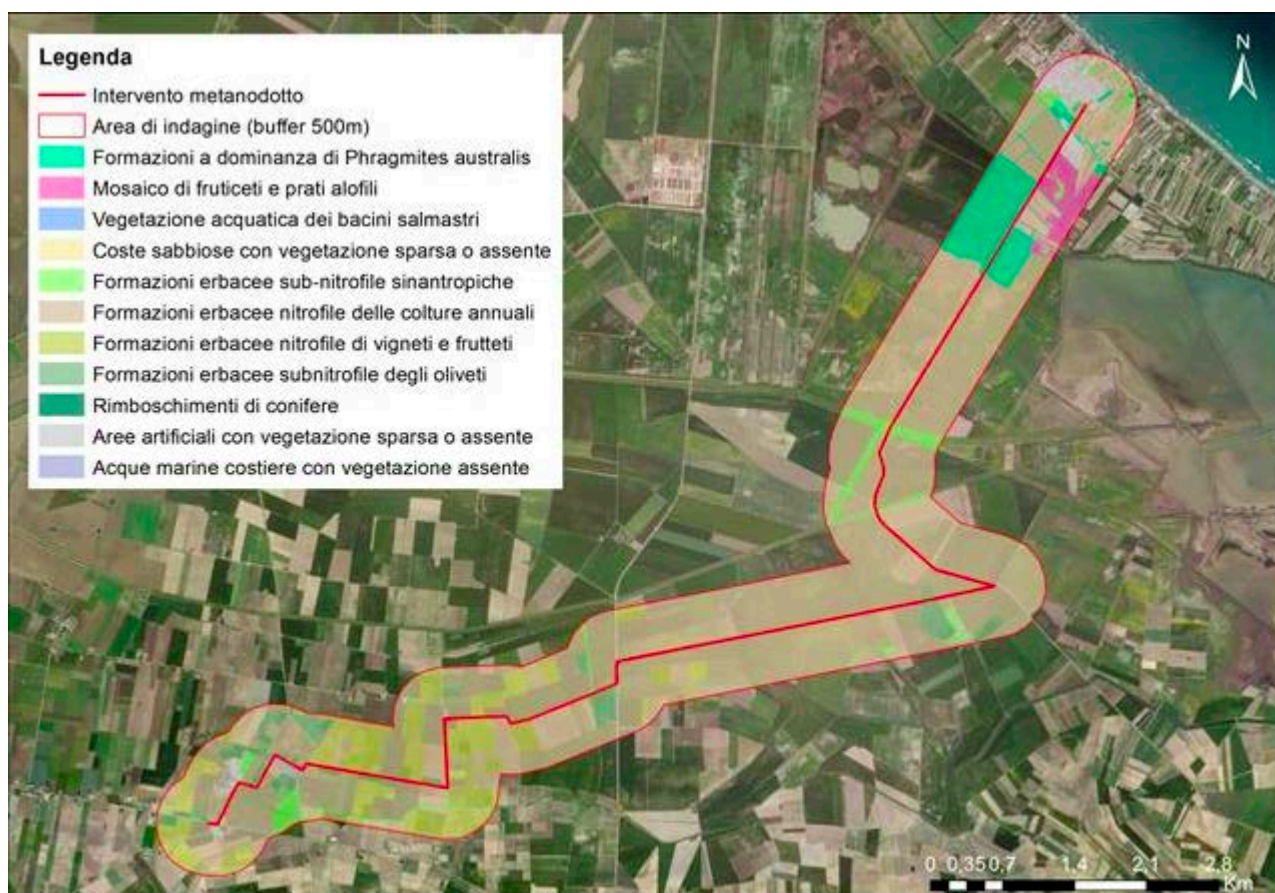 Legenda
Intervento metanodotto
Area di indagine (buffer 500m)
Formazioni a dominanza di Phragmites australis
Mosaico di fruticeti e prati alofili
Vegetazione acquatica dei bacini salmastri
Coste sabbiose con vegetazione sparsa o assente
Formazioni erbacee sub-nitrofile sinantropiche
Formazioni erbacee nitrofile delle colture annuali
Formazioni erbacee nitrofile di vigneti e frutteti
Formazioni erbacee subnitrofile degli oliveti
Rimboschimenti di conifere
Aree artificiali con vegetazione sparsa o assente
Acque marine costiere con vegetazione assente
N
0 0,35 0,7 1,4 2,1 2,8
Km